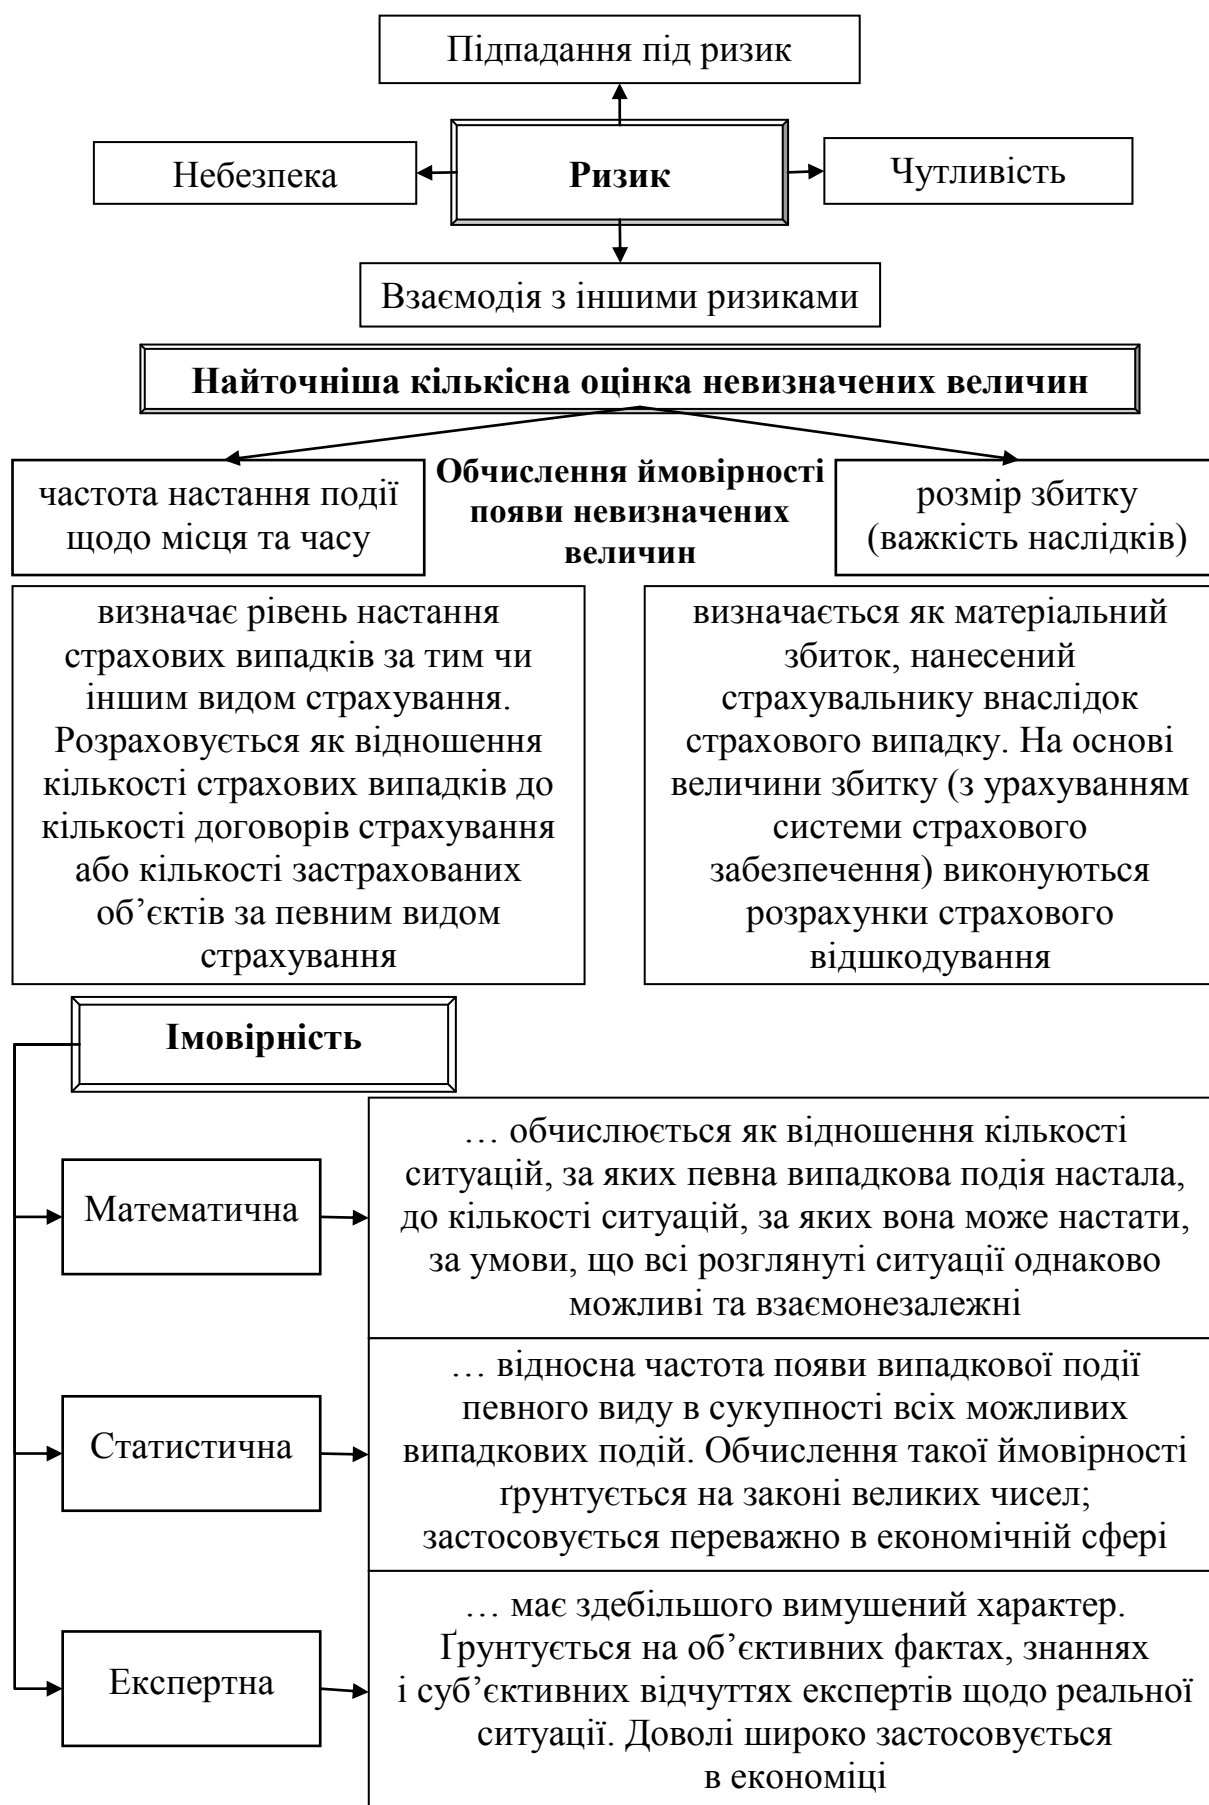 Підпадання під ризик
Небезпека
Ризик
Чутливість
Взаємодія з іншими ризиками
Найточніша кількісна оцінка невизначених величин
частота настання події
щодо місця та часу
Обчислення ймовірності
появи невизначених
величин
розмір збитку
(важкість наслідків)
визначає рівень настання
страхових випадків за тим чи
іншим видом страхування.
Розраховується як відношення
кількості страхових випадків до
кількості договорів страхування
або кількості застрахованих
об’єктів за певним видом
страхування
визначається як матеріальний
збиток, нанесений
страхувальнику внаслідок
страхового випадку. На основі
величини збитку (з урахуванням
системи страхового
забезпечення) виконуються
розрахунки страхового
відшкодування
Імовірність
Математична
… обчислюється як відношення кількості
ситуацій, за яких певна випадкова подія настала,
до кількості ситуацій, за яких вона може настати,
за умови, що всі розглянуті ситуації однаково
можливі та взаємонезалежні
Статистична
… відносна частота появи випадкової події
певного виду в сукупності всіх можливих
випадкових подій. Обчислення такої ймовірності
ґрунтується на законі великих чисел;
застосовується переважно в економічній сфері
Експертна
… має здебільшого вимушений характер.
Ґрунтується на об’єктивних фактах, знаннях
і суб’єктивних відчуттях експертів щодо реальної
ситуації. Доволі широко застосовується
в економіці